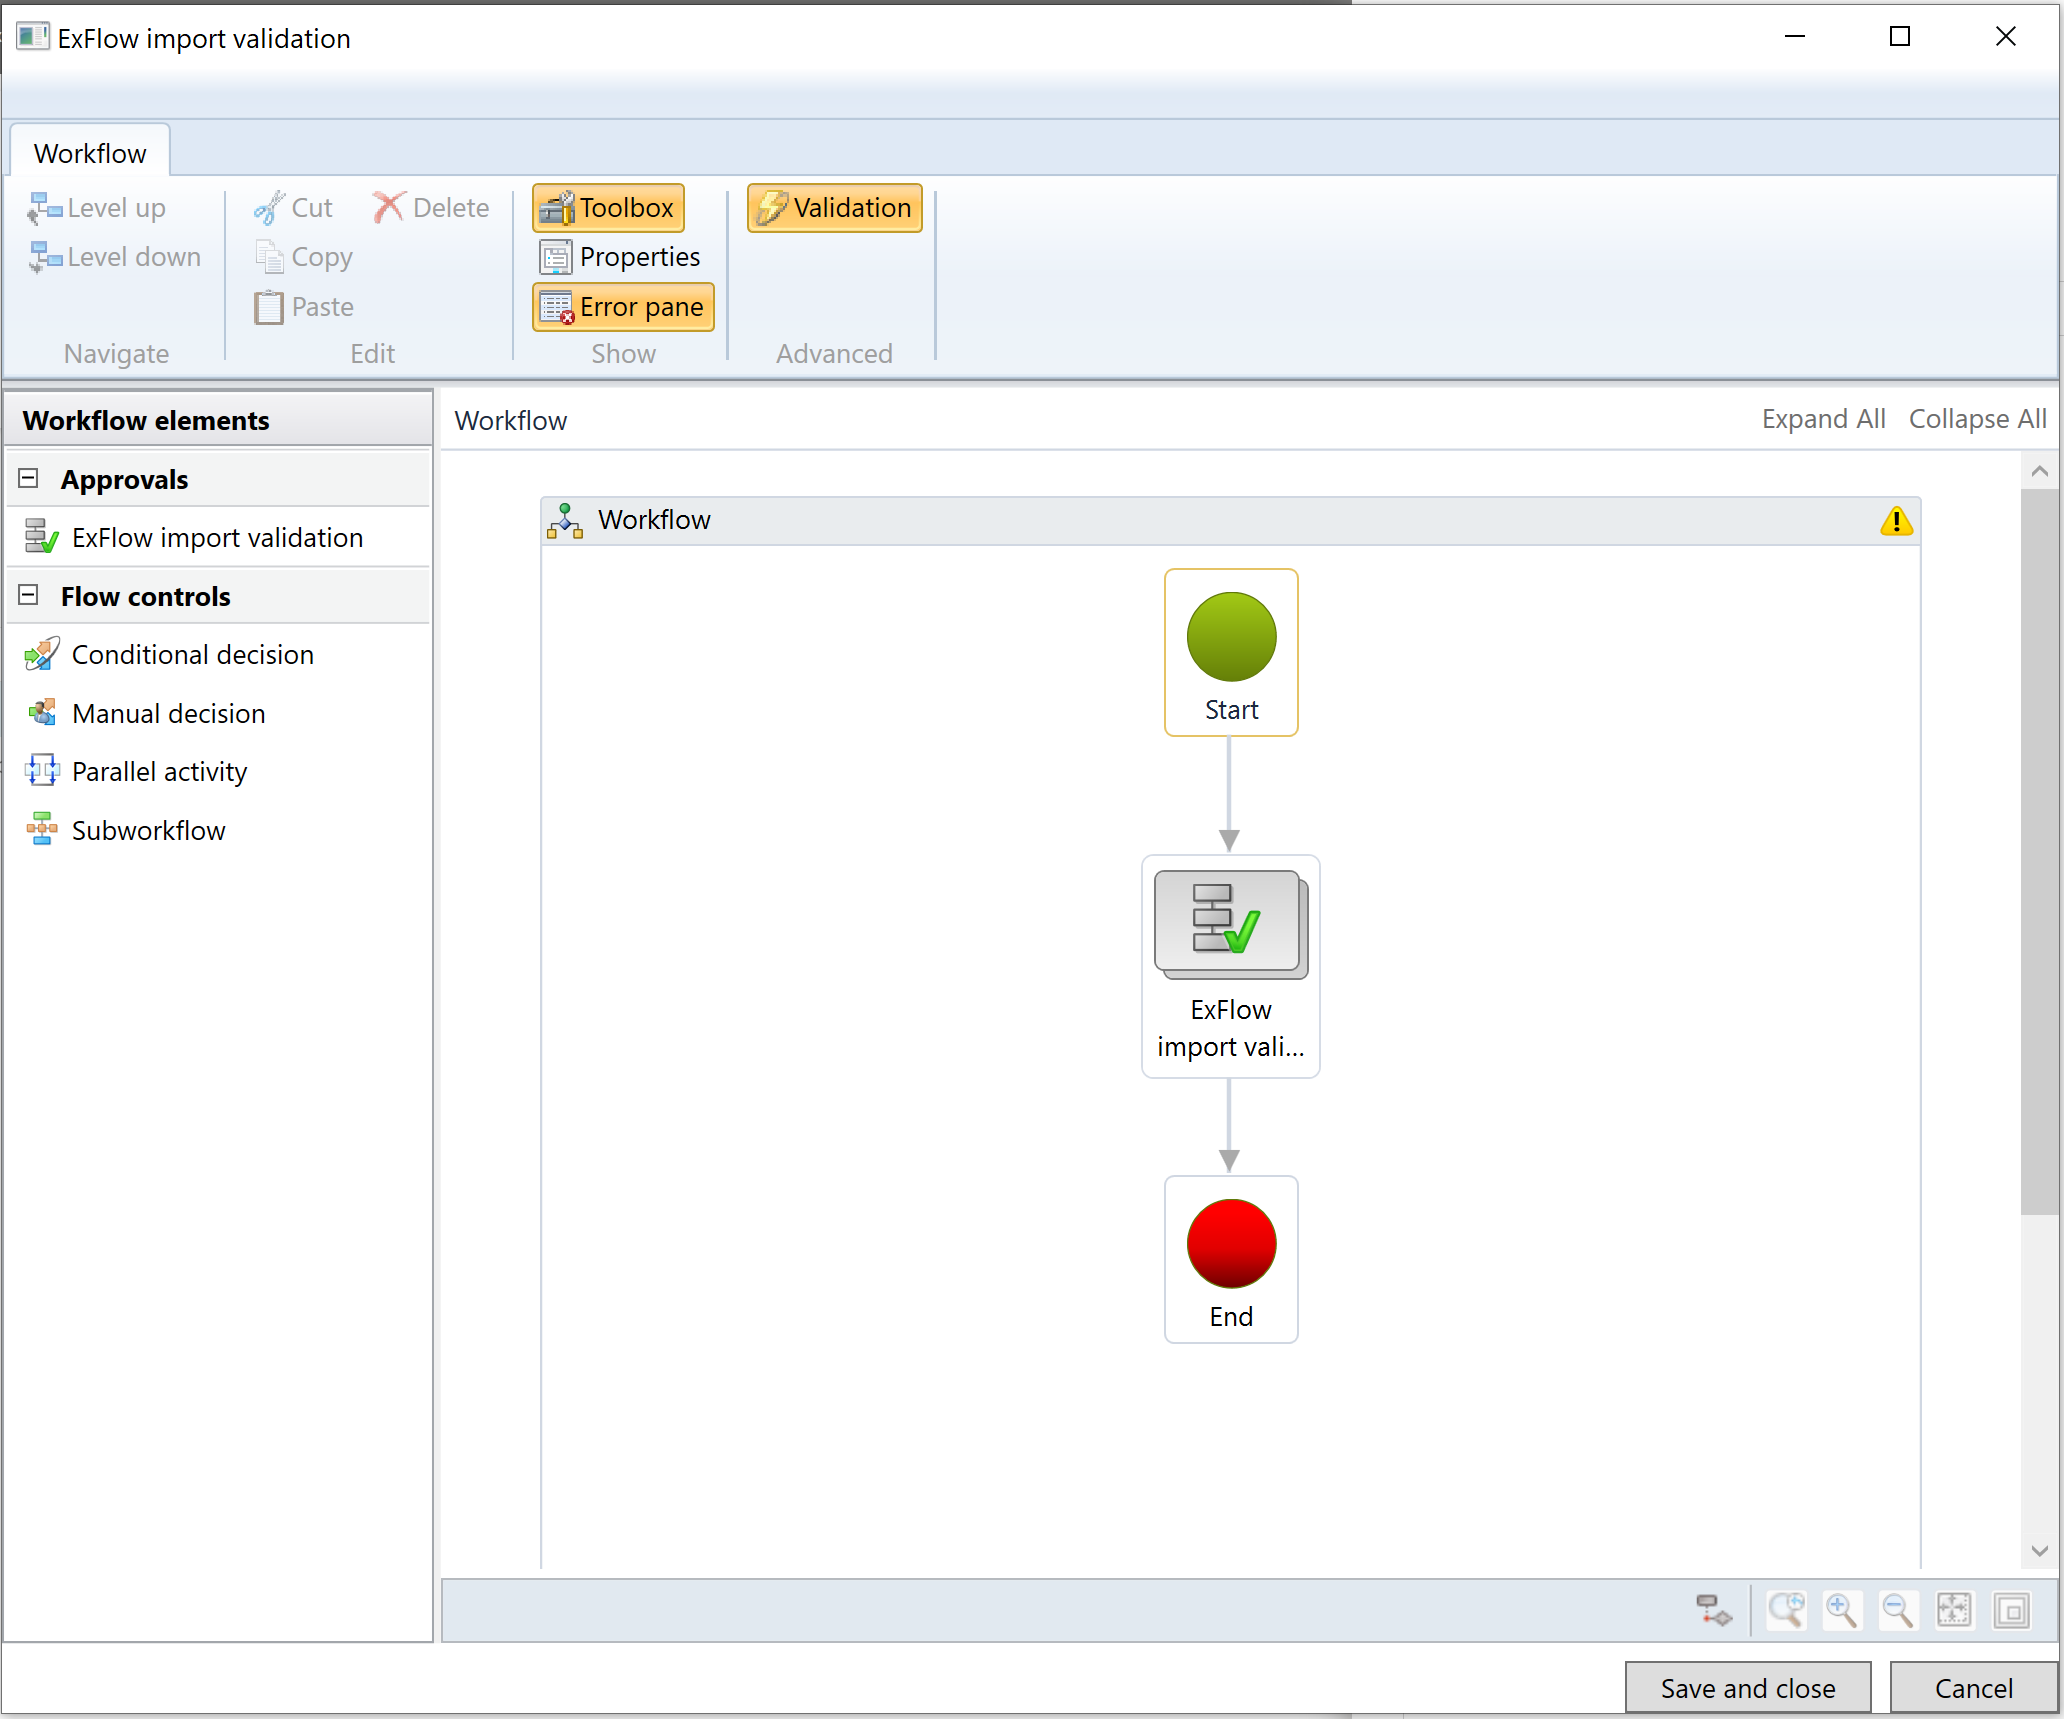 ExFlow import validation
Workflow
Level up
Level down
Navigate
Cut
Delete
Copy
Paste
Edit
Toolbox
Properties
Error pane
Show
Validation
Advanced
Workflow elements
Approvals
ExFlow import validation
Flow controls
Conditional decision
Manual decision
Parallel activity
Subworkflow
Workflow
Expand All
Collapse All
Workflow
Start
ExFlow
import vali...
End
Save and close
Cancel